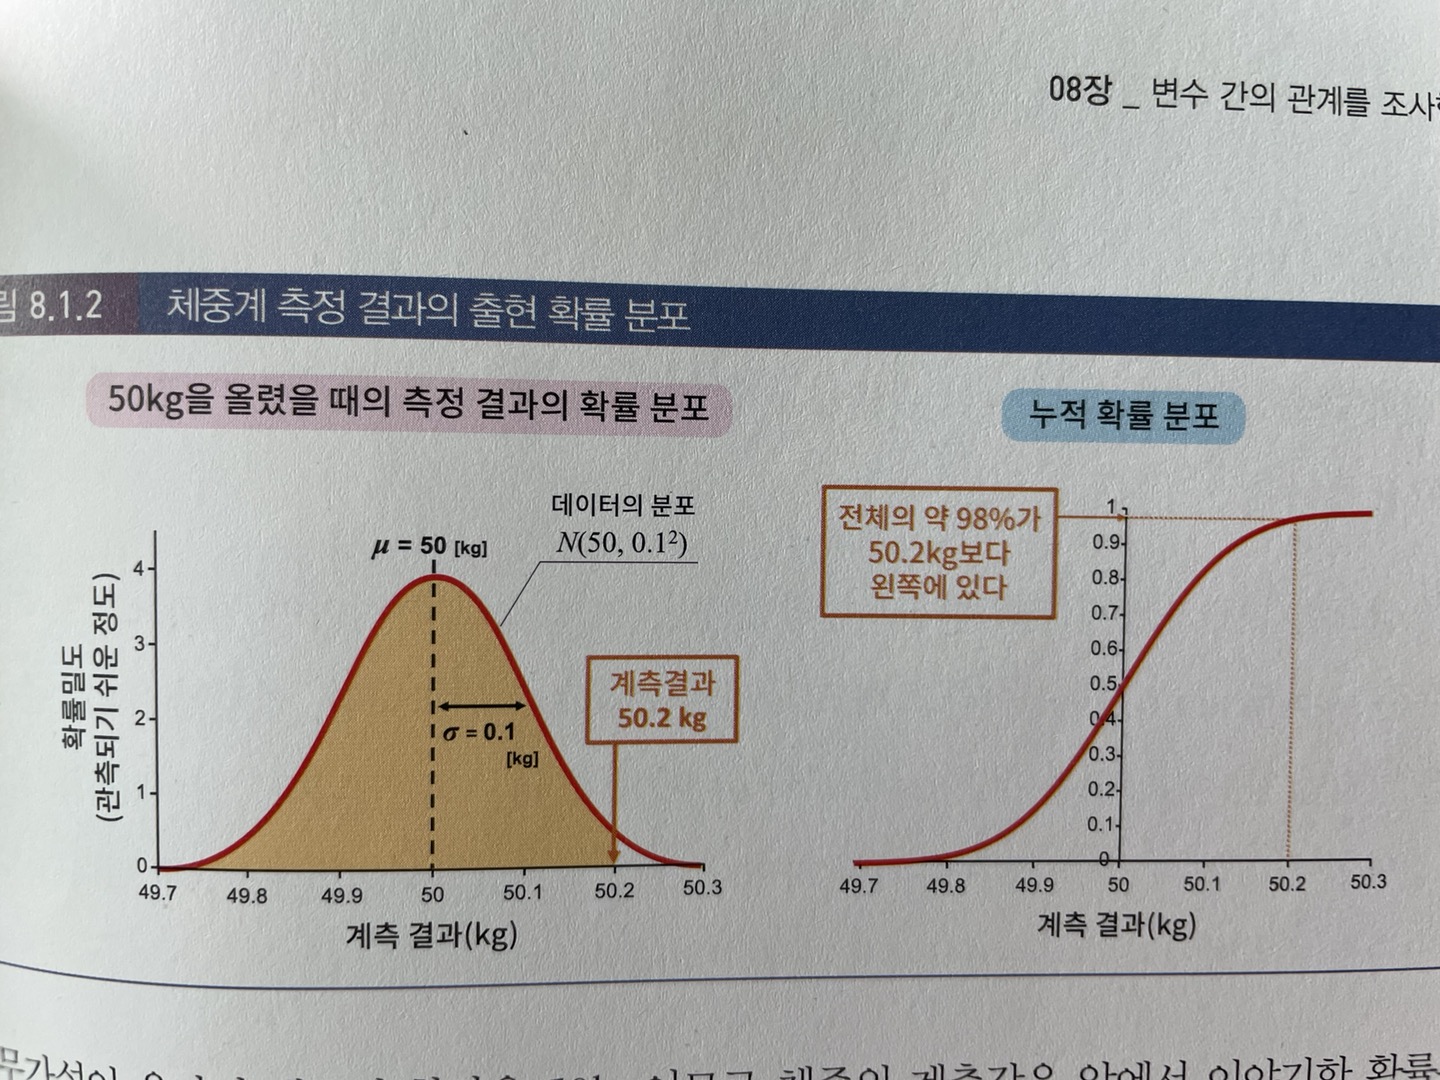 08장 _ 변수 간의 관계를 조사
8.1.2 체중계 측정 결과의 출현 확률 분포
50kg을 올렸을 때의 측정 결과의 확률 분포
데이터의 분포
N(50, 0.1²)
μ = 50 [kg]
확률밀도
(관측되기 쉬운 정도)
4
3
2
1
0
σ = 0.1
[kg]
계측결과
50.2 kg
49.7 49.8 49.9 50 50.1 50.2 50.3
계측 결과(kg)
누적 확률 분포
전체의 약 98%가
50.2kg보다
왼쪽에 있다
1
0.9
0.8
0.7
0.6
0.5
0.4
0.3
0.2
0.1
0
49.7 49.8 49.9 50 50.1 50.2 50.3
계측 결과(kg)